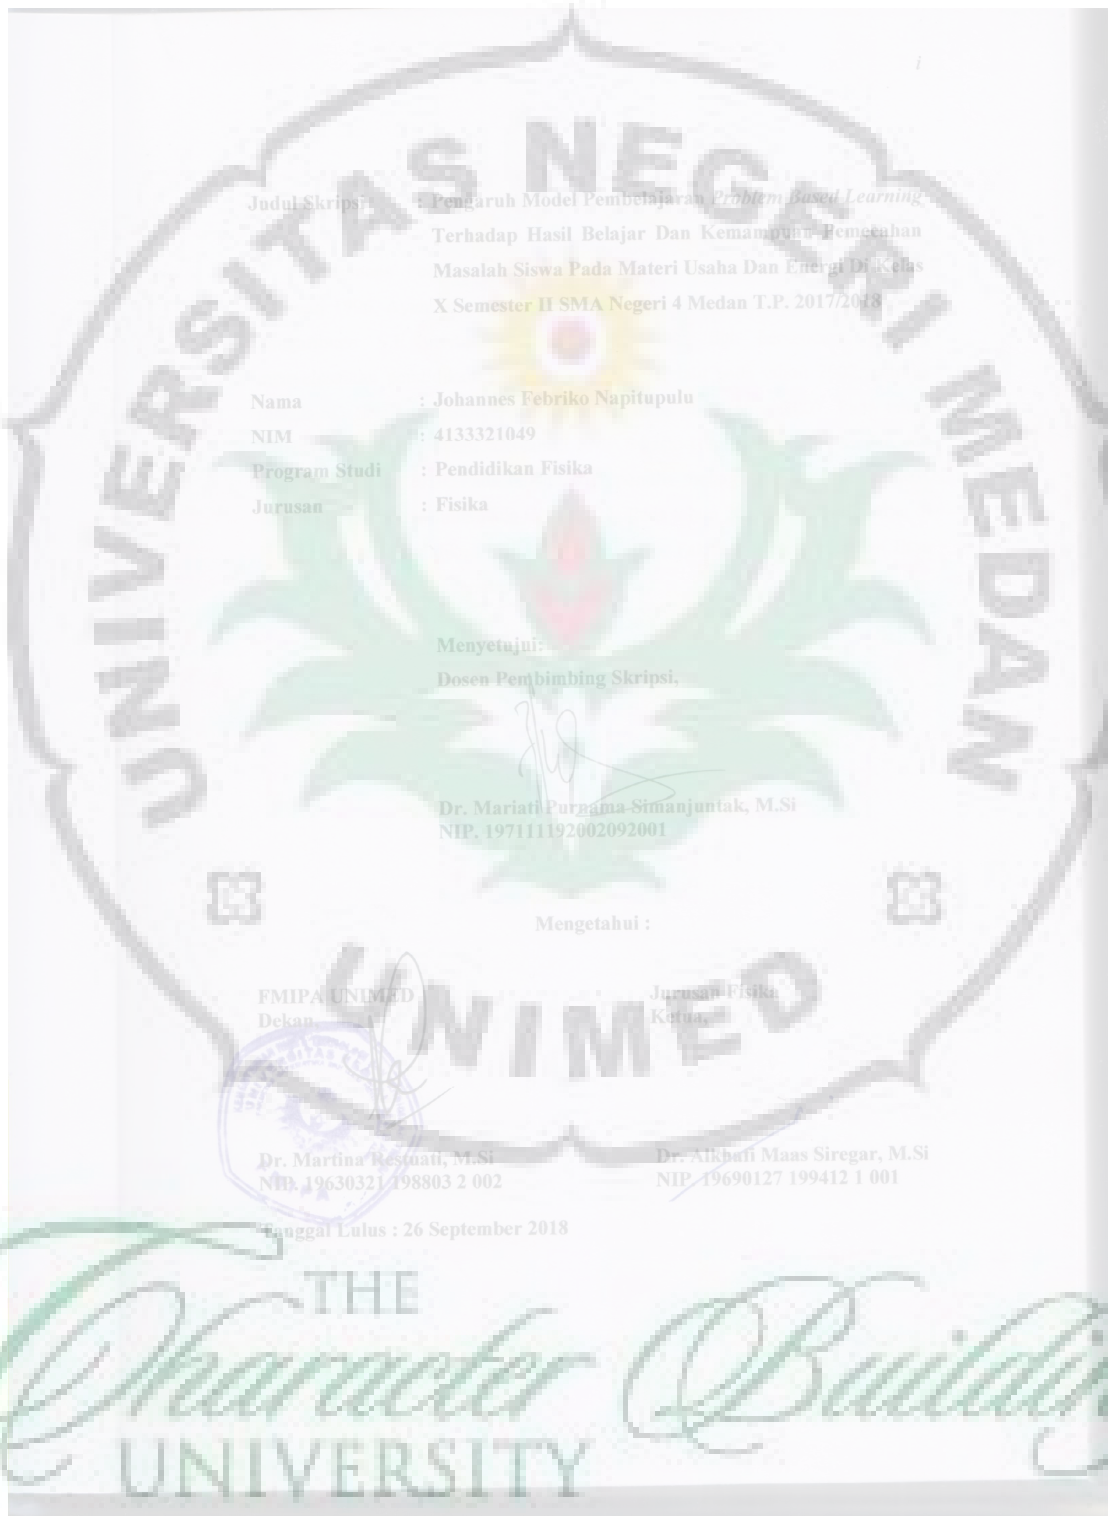 i
Judul Skripsi : Pengaruh Model Pembelajaran Problem Based Learning
Terhadap Hasil Belajar Dan Kemampuan Pemecahan
Masalah Siswa Pada Materi Usaha Dan Energi Di Kelas
X Semester II SMA Negeri 4 Medan T.P. 2017/2018
Nama : Johannes Febriko Napitupulu
NIM : 4133321049
Program Studi : Pendidikan Fisika
Jurusan : Fisika
Menyetujui:
Dosen Pembimbing Skripsi,
Dr. Mariati Purnama Simanjuntak, M.Si
NIP. 197111192002092001
Mengetahui :
FMIPA UNIMED
Dekan,
Jurusan Fisika
Ketua,
Dr. Martina Restuati, M.Si
NIP. 19630321 198803 2 002
Dr. Alkhafi Maas Siregar, M.Si
NIP. 19690127 199412 1 001
Tanggal Lulus : 26 September 2018
UNIVERSITAS NEGERI MEDAN
UNIMED
THE
Character Building
UNIVERSITY